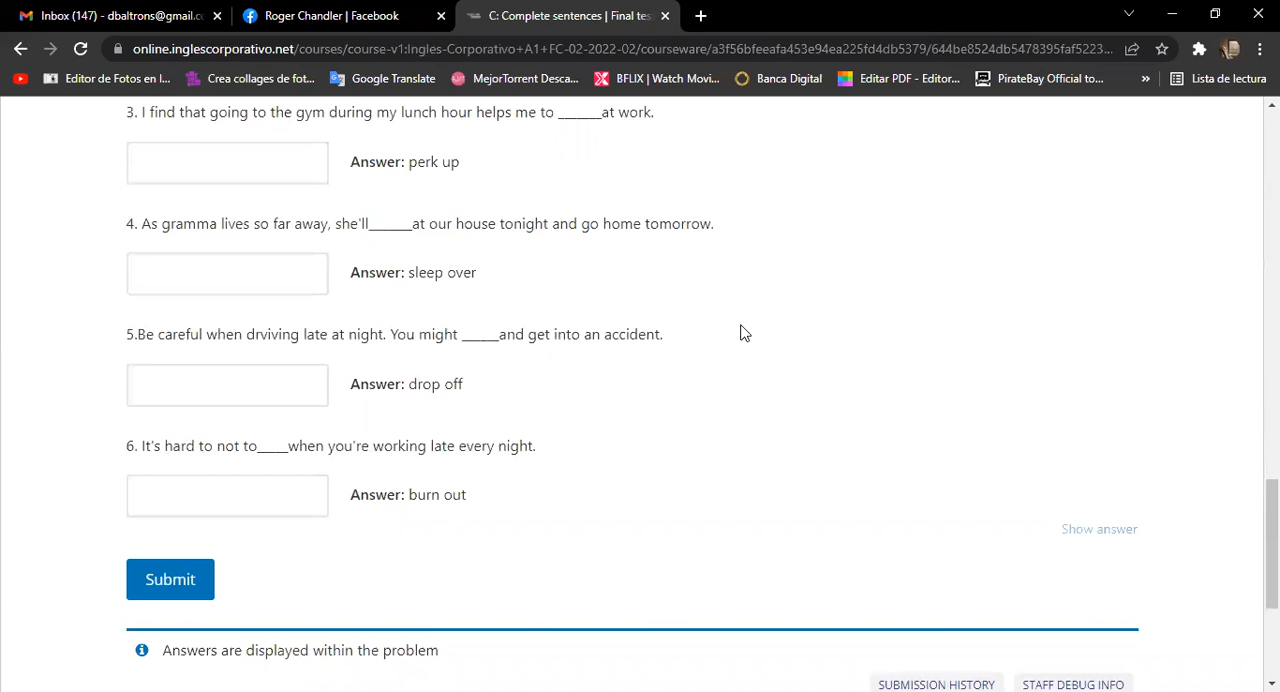 Inbox (147) - dbaltrons@gmail.c
Roger Chandler | Facebook
C: Complete sentences | Final tes
online.inglescorporativo.net/courses/course-v1:Ingles-Corporativo+A1+FC-02-2022-02/courseware/a3f56bfeeafa453e94ea225fd4db5379/644be8524db5478395faf5223...
Editor de Fotos en l...
Crea collages de fot...
Google Translate
MejorTorrent Desca...
BFLIX | Watch Movi...
Banca Digital
Editar PDF - Editor...
PirateBay Official to...
»
Lista de lectura
3. I find that going to the gym during my lunch hour helps me to ______at work.
Answer: perk up
4. As gramma lives so far away, she'll______at our house tonight and go home tomorrow.
Answer: sleep over
5.Be careful when drviving late at night. You might _____and get into an accident.
Answer: drop off
6. It's hard to not to____when you're working late every night.
Answer: burn out
Show answer
Submit
Answers are displayed within the problem
SUBMISSION HISTORY
STAFF DEBUG INFO